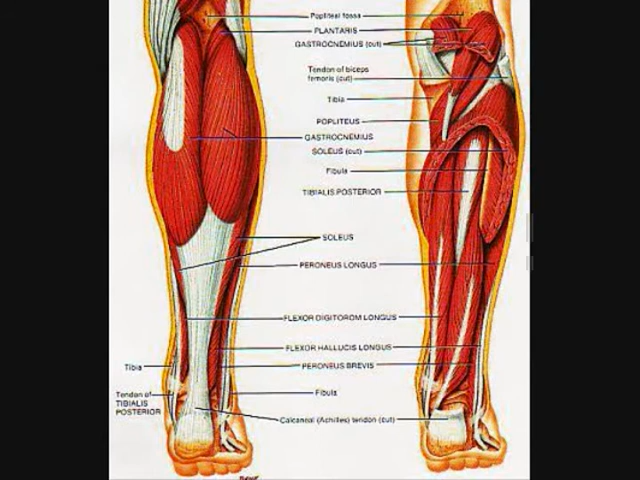 Popliteal fossa
PLANTARIS
GASTROCNEMIUS (cut)
Tendon of biceps
femoris (cut)
Tibia
POPLITEUS
GASTROCNEMIUS
SOLEUS (cut)
Fibula
TIBIALIS POSTERIOR
SOLEUS
PERONEUS LONGUS
FLEXOR DIGITOROM LONGUS
FLEXOR HALLUCIS LONGUS
Tibia
PERONEUS BREVIS
Tendon of
TIBIALIS
POSTERIOR
Fibula
Calcaneal (Achilles) tendon (cut)